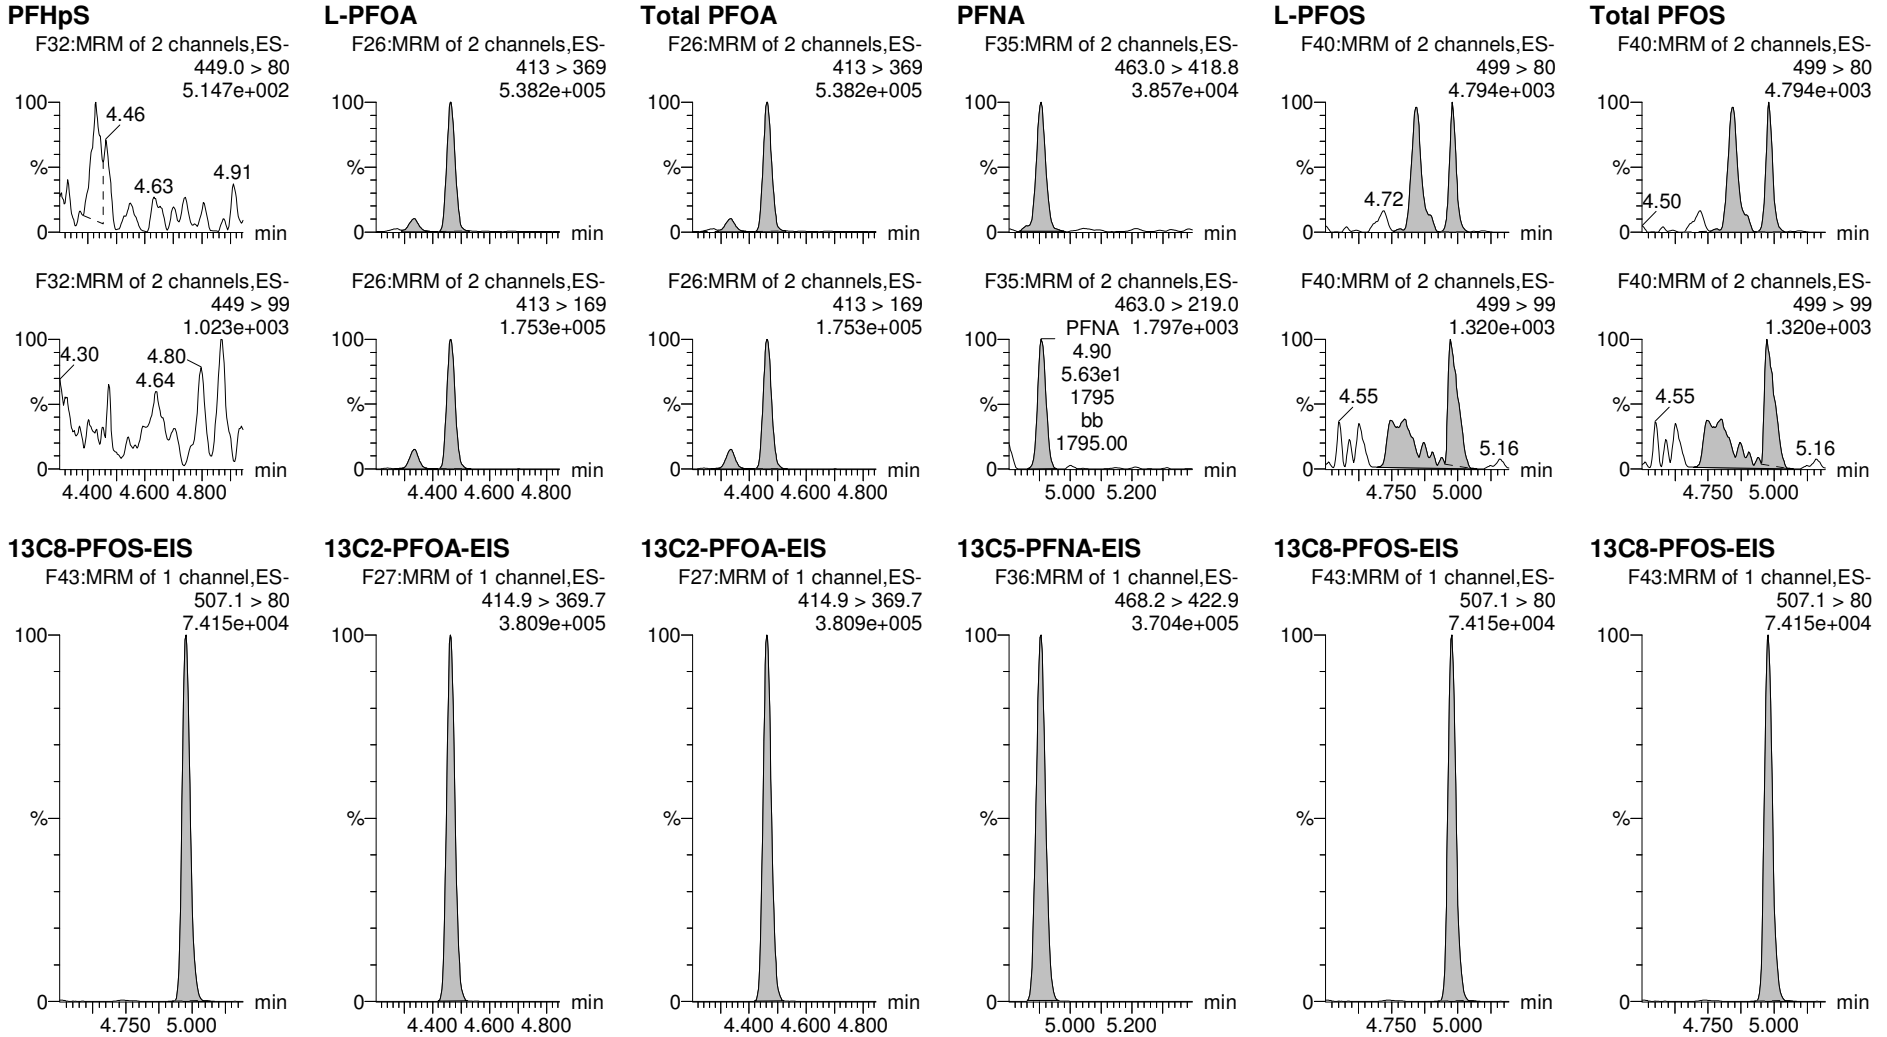 PFHpS
F32:MRM of 2 channels,ES-
449.0 > 80
5.147e+002
100
%
0
4.46
4.63
4.91
min
F32:MRM of 2 channels,ES-
449 > 99
1.023e+003
100
%
0
4.30
4.64
4.80
min
4.400 4.600 4.800
13C8-PFOS-EIS
F43:MRM of 1 channel,ES-
507.1 > 80
7.415e+004
100
%
0
min
4.750 5.000
L-PFOA
F26:MRM of 2 channels,ES-
413 > 369
5.382e+005
100
%
0
min
F26:MRM of 2 channels,ES-
413 > 169
1.753e+005
100
%
0
min
4.400 4.600 4.800
13C2-PFOA-EIS
F27:MRM of 1 channel,ES-
414.9 > 369.7
3.809e+005
100
%
0
min
4.400 4.600 4.800
Total PFOA
F26:MRM of 2 channels,ES-
413 > 369
5.382e+005
100
%
0
min
F26:MRM of 2 channels,ES-
413 > 169
1.753e+005
100
%
0
min
4.400 4.600 4.800
13C2-PFOA-EIS
F27:MRM of 1 channel,ES-
414.9 > 369.7
3.809e+005
100
%
0
min
4.400 4.600 4.800
PFNA
F35:MRM of 2 channels,ES-
463.0 > 418.8
3.857e+004
100
%
0
min
F35:MRM of 2 channels,ES-
463.0 > 219.0
1.797e+003
100
%
0
PFNA
4.90
5.63e1
1795
bb
1795.00
min
5.000 5.200
13C5-PFNA-EIS
F36:MRM of 1 channel,ES-
468.2 > 422.9
3.704e+005
100
%
0
min
5.000 5.200
L-PFOS
F40:MRM of 2 channels,ES-
499 > 80
4.794e+003
100
%
0
4.72
min
F40:MRM of 2 channels,ES-
499 > 99
1.320e+003
100
%
0
4.55
5.16
min
4.750 5.000
13C8-PFOS-EIS
F43:MRM of 1 channel,ES-
507.1 > 80
7.415e+004
100
%
0
min
4.750 5.000
Total PFOS
F40:MRM of 2 channels,ES-
499 > 80
4.794e+003
100
%
0
4.50
min
F40:MRM of 2 channels,ES-
499 > 99
1.320e+003
100
%
0
4.55
5.16
min
4.750 5.000
13C8-PFOS-EIS
F43:MRM of 1 channel,ES-
507.1 > 80
7.415e+004
100
%
0
min
4.750 5.000